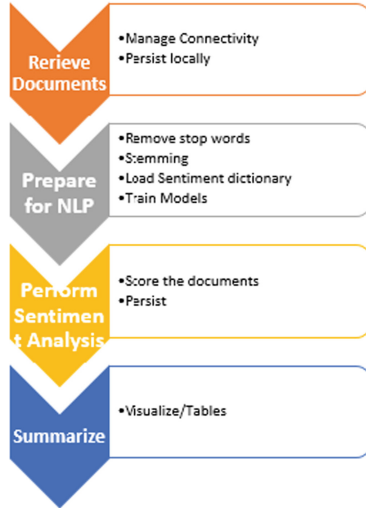 Rerieve
Documents
•Manage Connectivity
•Persist locally
Prepare
for NLP
•Remove stop words
•Stemming
•Load Sentiment dictionary
•Train Models
Perform
Sentimen
t Analysis
•Score the documents
•Persist
Summarize
•Visualize/Tables